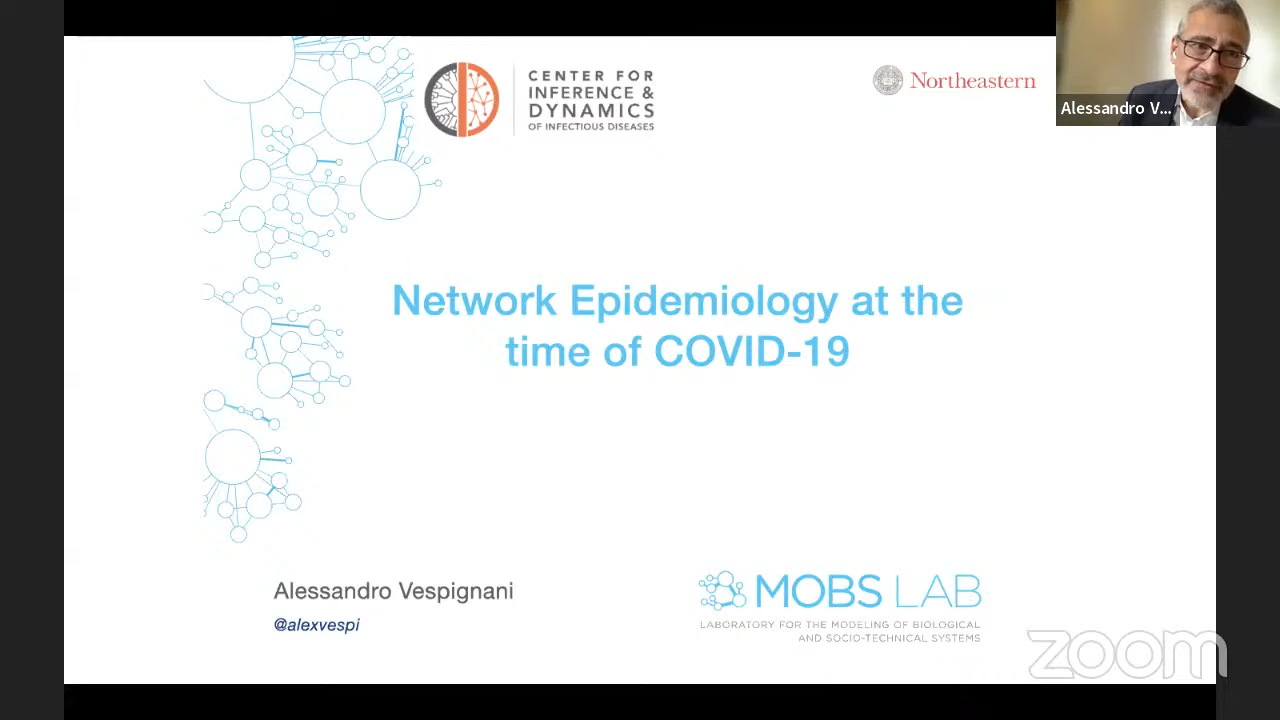 CENTER FOR
INFERENCE &
DYNAMICS
OF INFECTIOUS DISEASES
Northeastern
Alessandro V...
Network Epidemiology at the
time of COVID-19
Alessandro Vespignani
@alexvespi
MOBS LAB
LABORATORY FOR THE MODELING OF BIOLOGICAL
AND SOCIO-TECHNICAL SYSTEMS
zoom